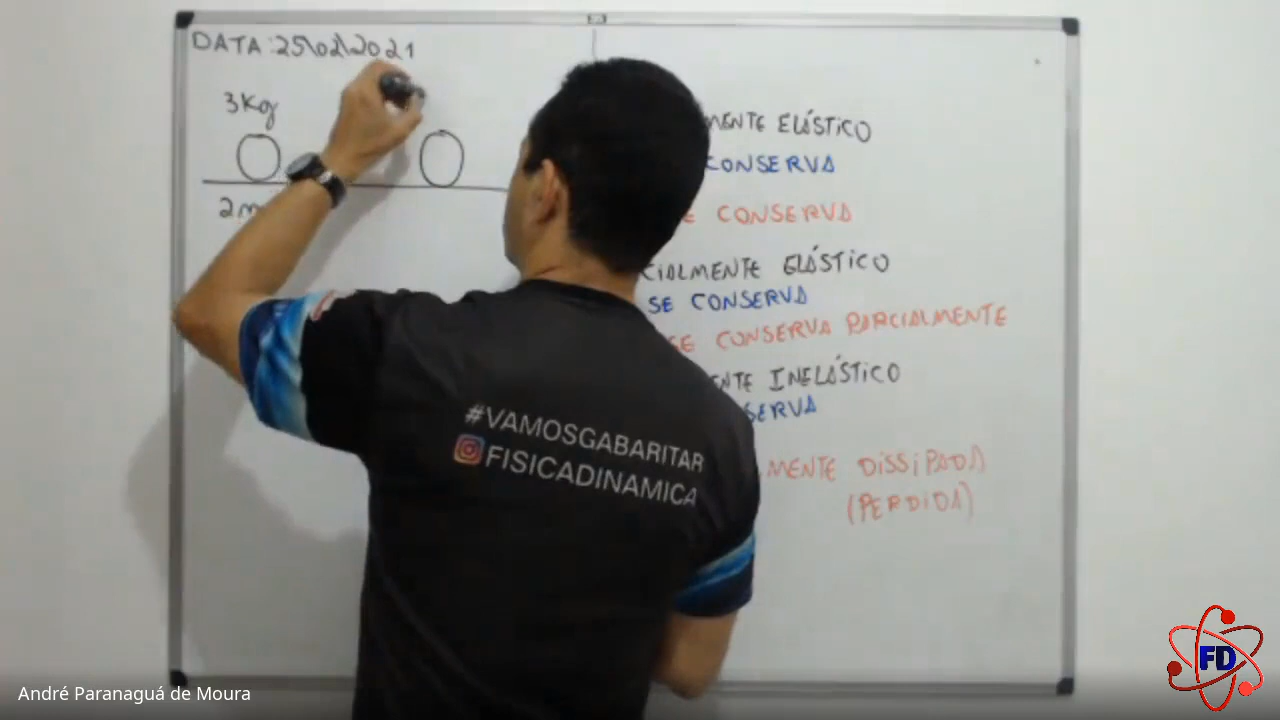 DATA: 25\02\2021
3Kg
2m
MENTE ELÁSTICO
CONSERVA
E CONSERVA
CIALMENTE ELÁSTICO
SE CONSERVA
SE CONSERVA PARCIALMENTE
NTE INELÁSTICO
SERVA
MENTE DISSIPADA
(PERDIDA)
#VAMOSGABARITAR
FISICADINAMICA
FD
André Paranaguá de Moura